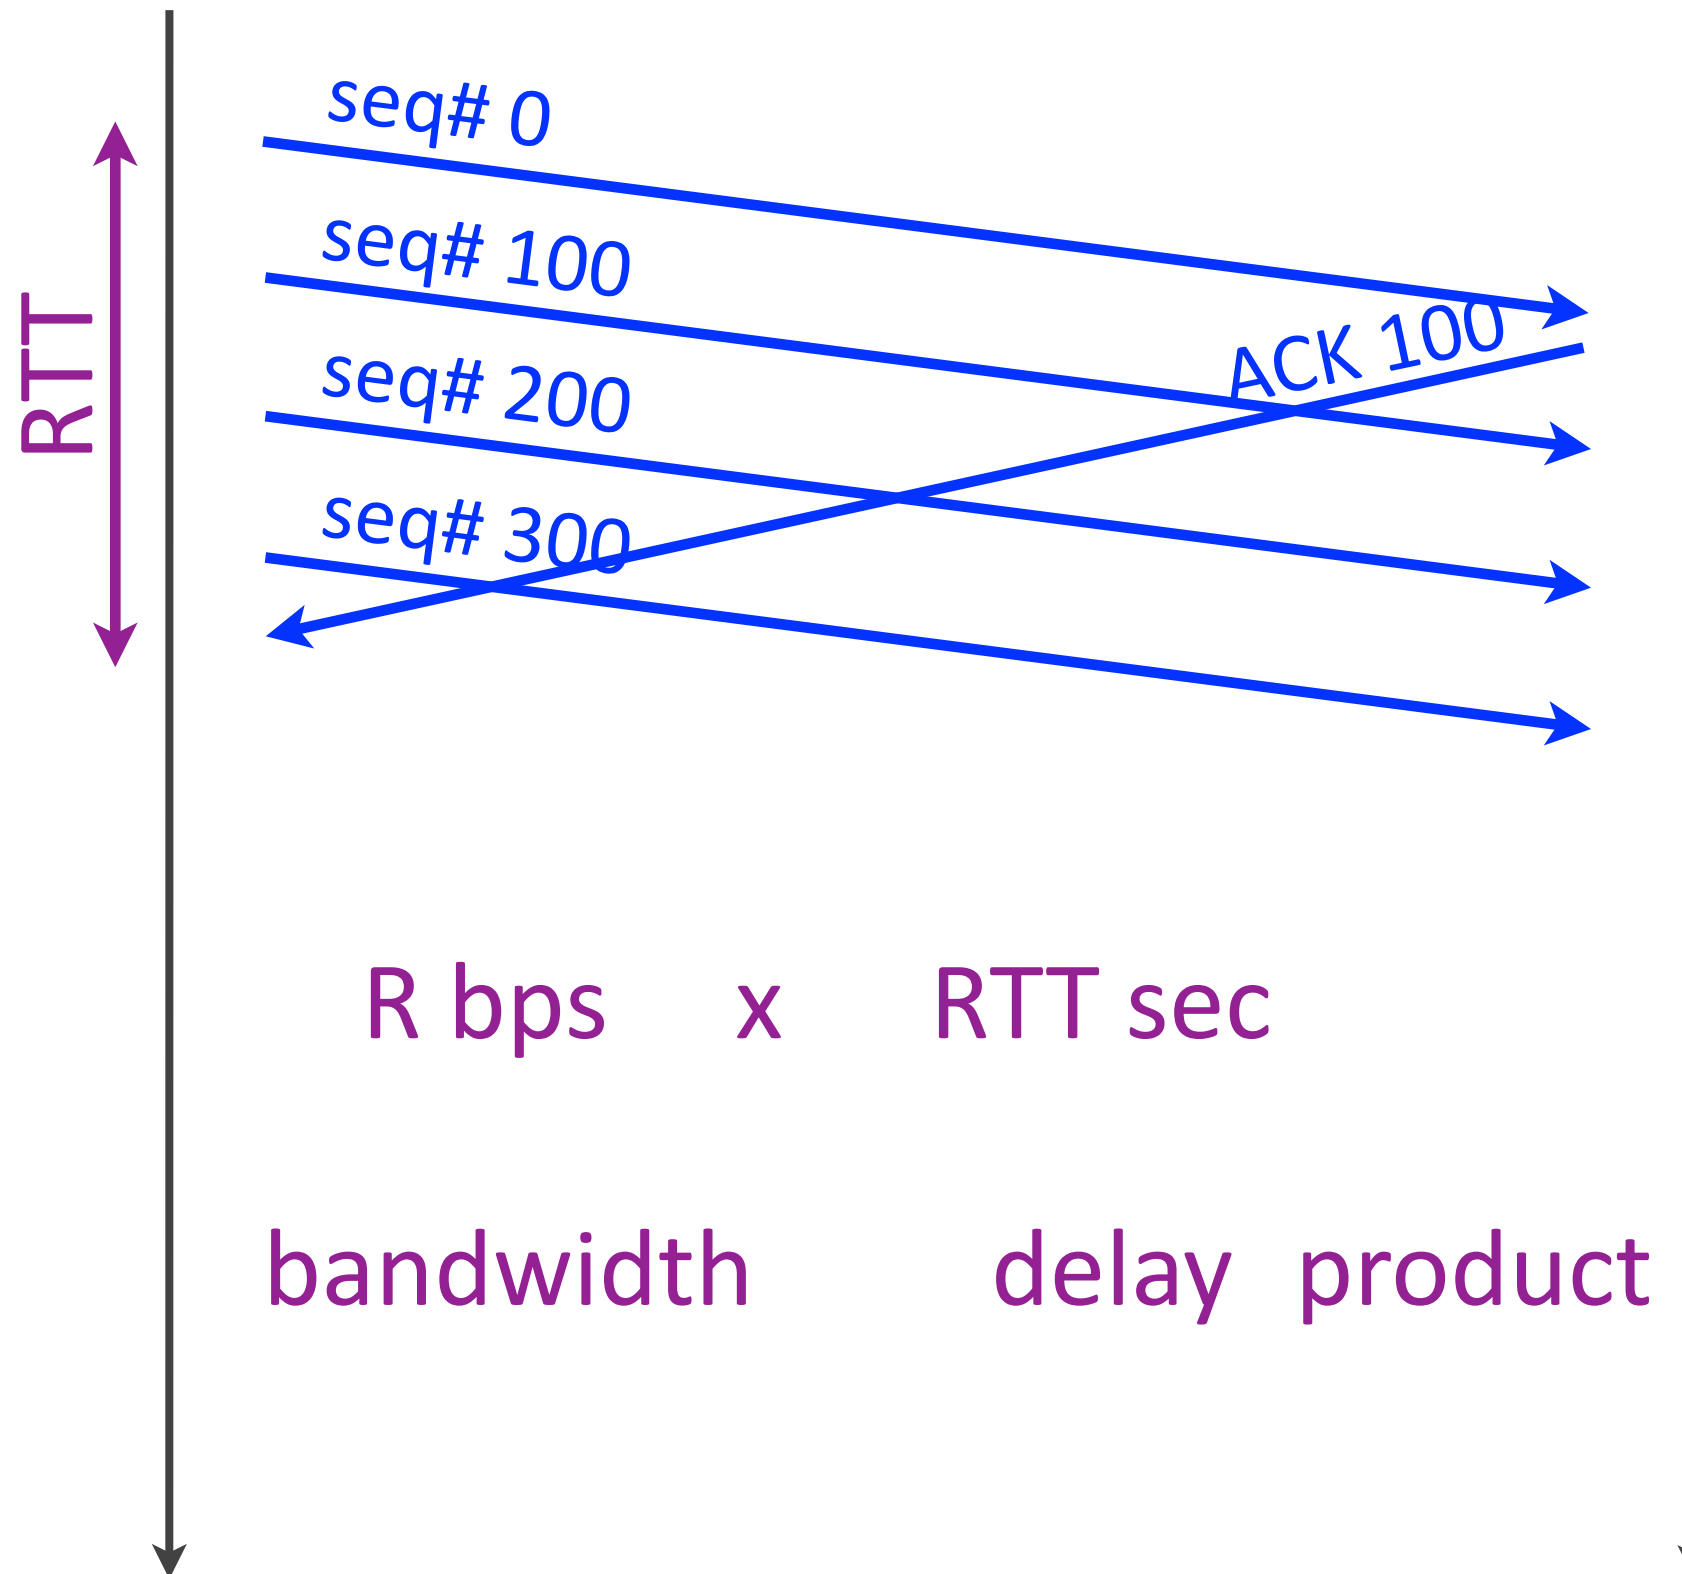 seq# 0
seq# 100
ACK 100
RTT
seq# 200
seq# 300
R bps x RTT sec
bandwidth delay product